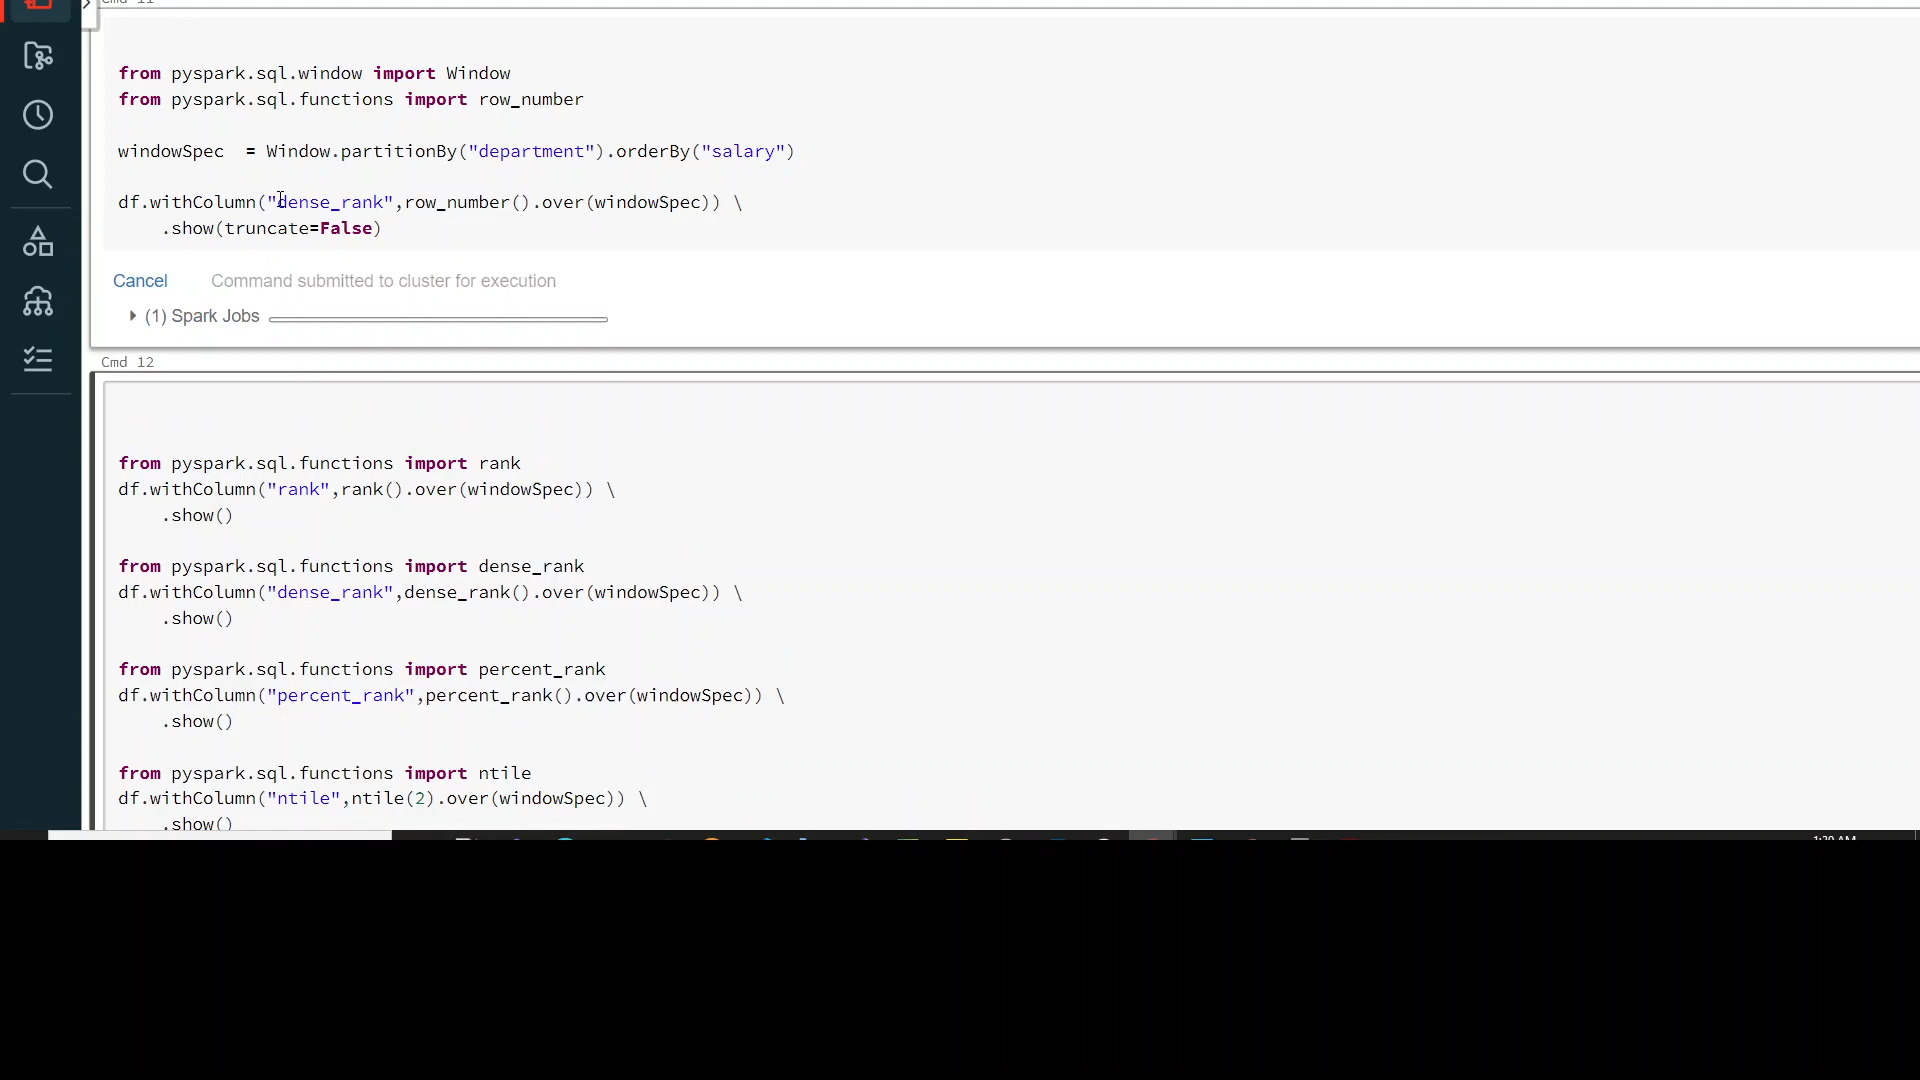 Cmd 11
from pyspark.sql.window import Window
from pyspark.sql.functions import row_number
windowSpec  = Window.partitionBy("department").orderBy("salary")
df.withColumn("dense_rank",row_number().over(windowSpec)) \
    .show(truncate=False)
Cancel Command submitted to cluster for execution
(1) Spark Jobs
Cmd 12
from pyspark.sql.functions import rank
df.withColumn("rank",rank().over(windowSpec)) \
    .show()
from pyspark.sql.functions import dense_rank
df.withColumn("dense_rank",dense_rank().over(windowSpec)) \
    .show()
from pyspark.sql.functions import percent_rank
df.withColumn("percent_rank",percent_rank().over(windowSpec)) \
    .show()
from pyspark.sql.functions import ntile
df.withColumn("ntile",ntile(2).over(windowSpec)) \
    .show()